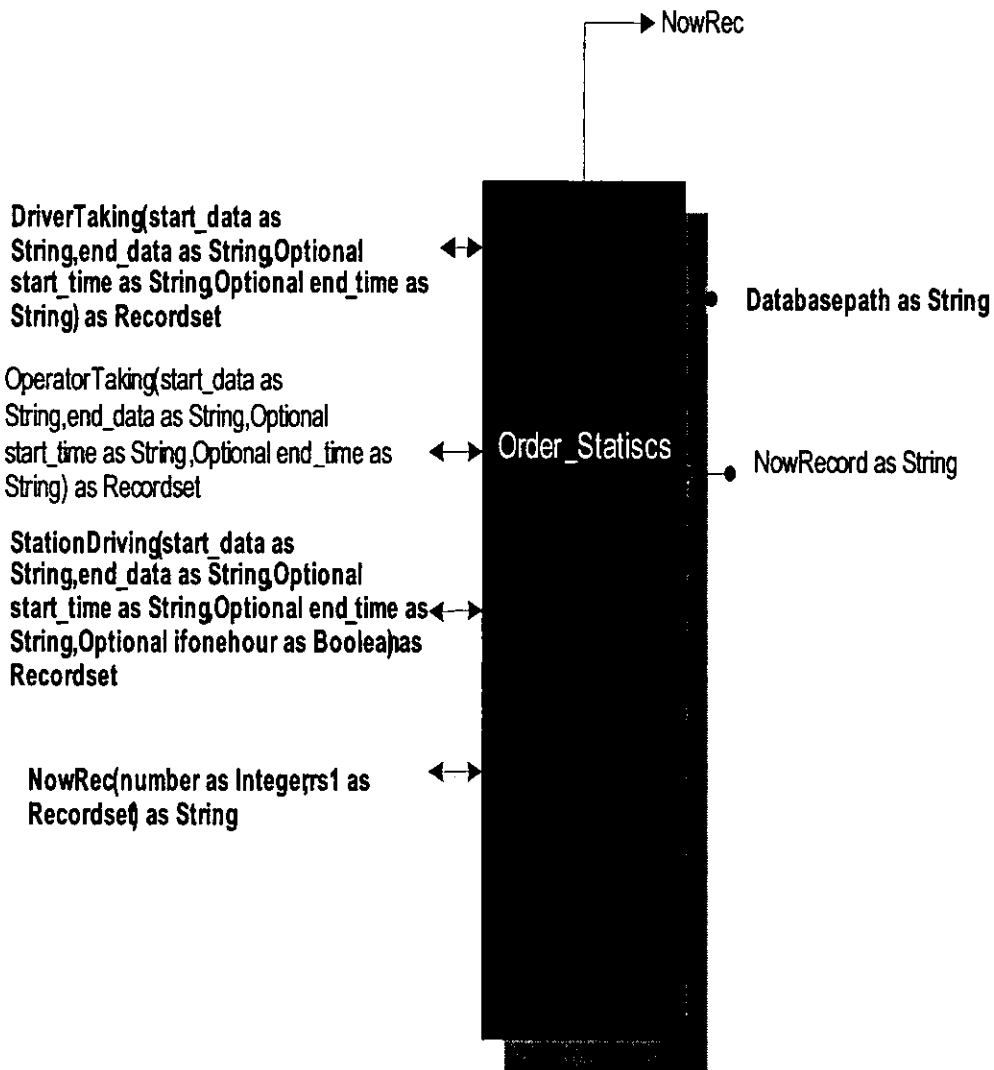 NowRec
DriverTaking(start_data as
String,end_data as String,Optional
start_time as String,Optional end_time as
String) as Recordset
Databasepath as String
OperatorTaking(start_data as
String,end_data as String,Optional
start_time as String,Optional end_time as
String) as Recordset
Order_Statiscs
NowRecord as String
StationDriving(start_data as
String,end_data as String,Optional
start_time as String,Optional end_time as
String,Optional ifonehour as Boolean)as
Recordset
NowRec(number as Integer,rs1 as
Recordset) as String